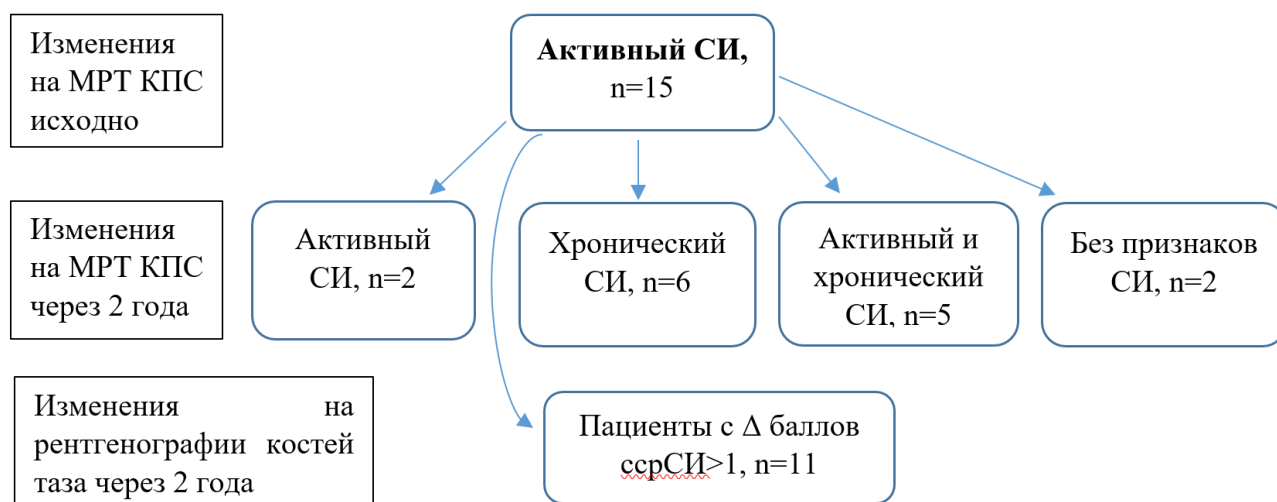 Изменения
на МРТ КПС
исходно
Активный СИ,
n=15
Изменения
на МРТ КПС
через 2 года
Активный
СИ, n=2
Хронический
СИ, n=6
Активный и
хронический
СИ, n=5
Без признаков
СИ, n=2
Изменения на
рентгенографии костей
таза через 2 года
Пациенты с Δ баллов
ссрСИ>1, n=11